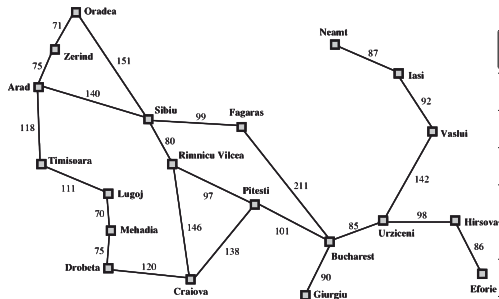 Oradea
71
Neamt
Zerind
87
151
75
Iasi
Arad
140
92
Sibiu
99
Fagaras
118
80
Vaslui
Timisoara
Rimnicu Vilcea
111
211
142
Lugoj
97
Pitesti
70
98
Hirsova
146
85
Mehadia
101
Urziceni
138
86
75
Bucharest
Drobeta
120
90
Craiova
Eforie
Giurgiu